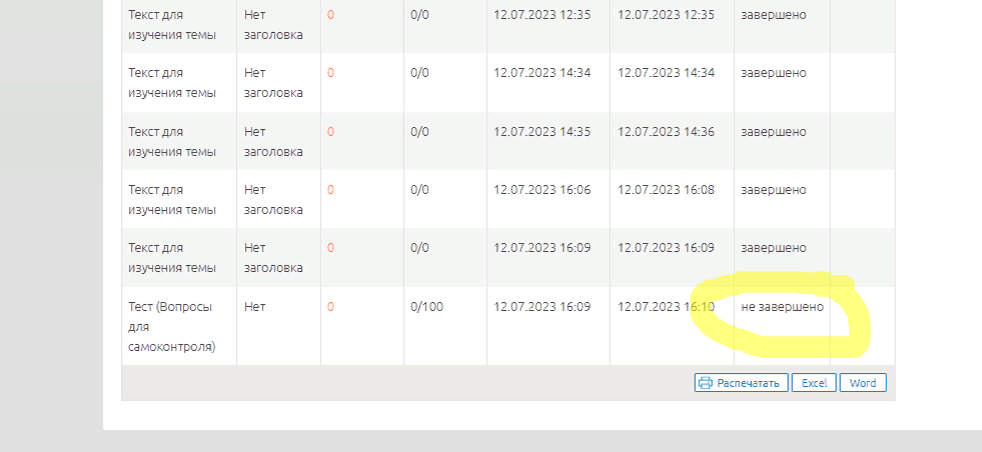 Текст для Нет 0 0/0 12.07.2023 12:35 12.07.2023 12:35 завершено
изучения темы заголовка
Текст для Нет 0 0/0 12.07.2023 14:34 12.07.2023 14:34 завершено
изучения темы заголовка
Текст для Нет 0 0/0 12.07.2023 14:35 12.07.2023 14:36 завершено
изучения темы заголовка
Текст для Нет 0 0/0 12.07.2023 16:06 12.07.2023 16:08 завершено
изучения темы заголовка
Текст для Нет 0 0/0 12.07.2023 16:09 12.07.2023 16:09 завершено
изучения темы заголовка
Тест (Вопросы Нет 0 0/100 12.07.2023 16:09 12.07.2023 16:10 не завершено
для
самоконтроля)
Распечатать Excel Word